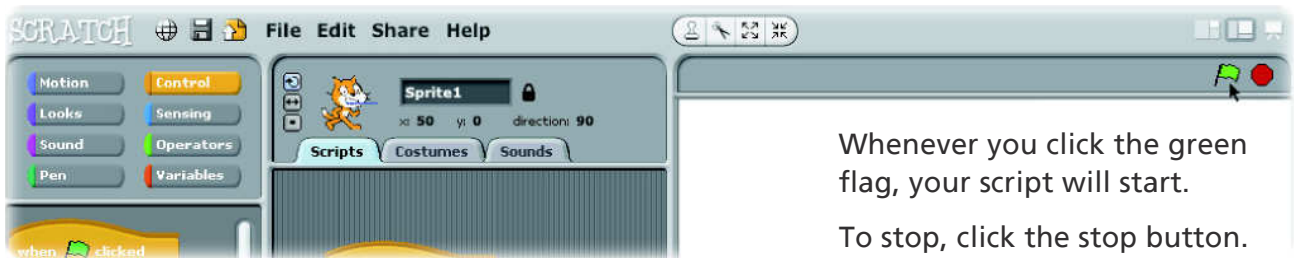 SCRATCH File Edit Share Help
Motion Control
Looks Sensing
Sound Operators
Pen Variables
when clicked
Sprite1
x: 50 y: 0 direction: 90
Scripts Costumes Sounds
Whenever you click the green
flag, your script will start.
To stop, click the stop button.